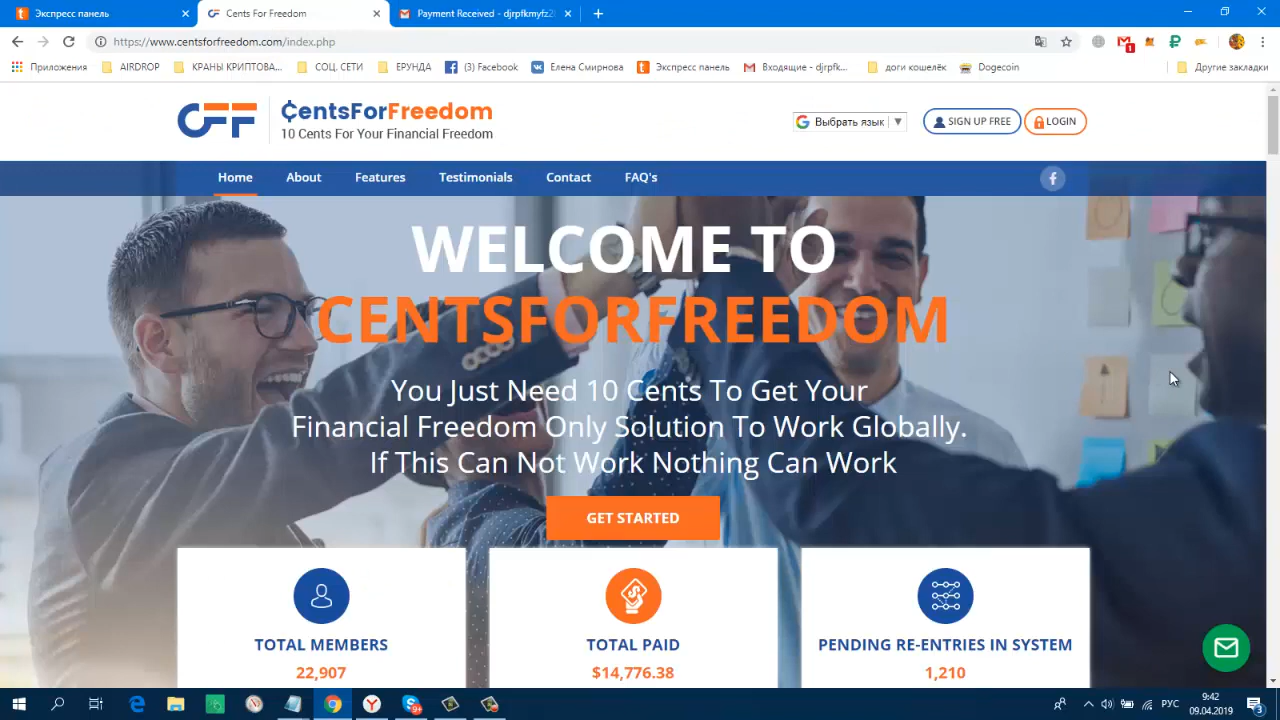 Экспресс панель
Cents For Freedom
Payment Received - djrpfkmyfz2
https://www.centsforfreedom.com/index.php
1
Приложения
AIRDROP
КРАНЫ КРИПТОВА...
СОЦ. СЕТИ
ЕРУНДА
(3) Facebook
Елена Смирнова
Экспресс панель
Входящие - djrpfk...
доги кошелёк
Dogecoin
Другие закладки
CFF
CentsForFreedom
10 Cents For Your Financial Freedom
Выбрать язык
SIGN UP FREE
LOGIN
Home
About
Features
Testimonials
Contact
FAQ's
WELCOME TO
CENTSFORFREEDOM
You Just Need 10 Cents To Get Your
Financial Freedom Only Solution To Work Globally.
If This Can Not Work Nothing Can Work
GET STARTED
TOTAL MEMBERS
22,907
TOTAL PAID
$14,776.38
PENDING RE-ENTRIES IN SYSTEM
1,210
РУС
9:42
09.04.2019
3